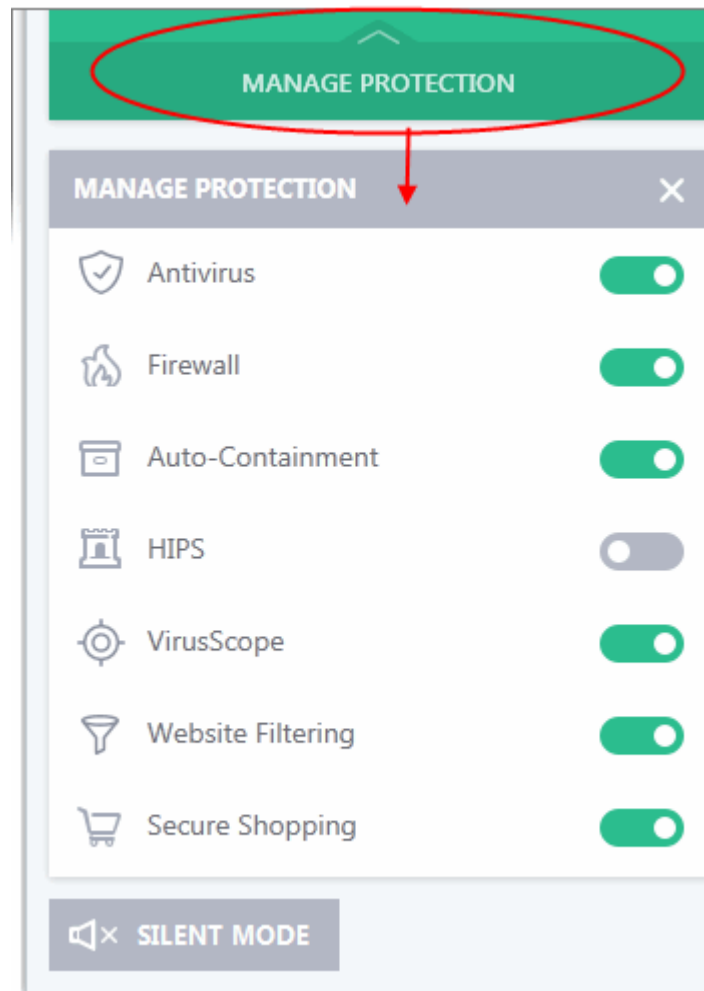 MANAGE PROTECTION
MANAGE PROTECTION
Antivirus
Firewall
Auto-Containment
HIPS
VirusScope
Website Filtering
Secure Shopping
SILENT MODE